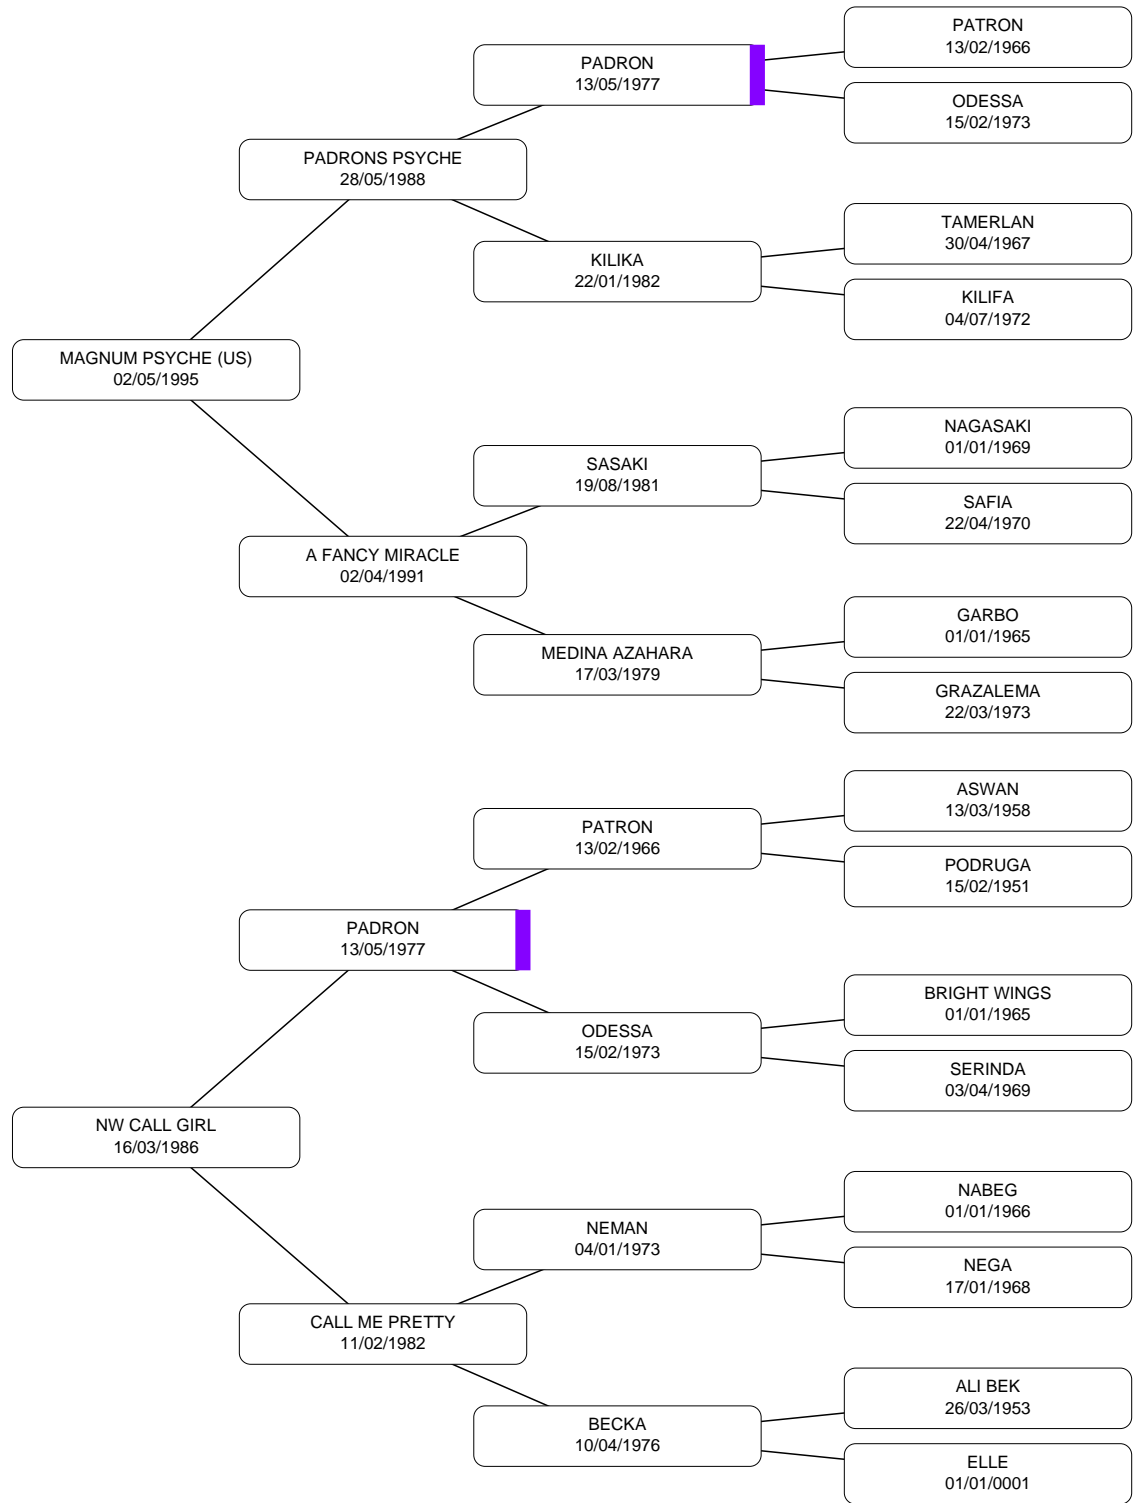 PATRON
13/02/1966
PADRON
13/05/1977
ODESSA
15/02/1973
PADRONS PSYCHE
28/05/1988
TAMERLAN
30/04/1967
KILIKA
22/01/1982
KILIFA
04/07/1972
MAGNUM PSYCHE (US)
02/05/1995
NAGASAKI
01/01/1969
SASAKI
19/08/1981
SAFIA
22/04/1970
A FANCY MIRACLE
02/04/1991
GARBO
01/01/1965
MEDINA AZAHARA
17/03/1979
GRAZALEMA
22/03/1973
ASWAN
13/03/1958
PATRON
13/02/1966
PODRUGA
15/02/1951
PADRON
13/05/1977
BRIGHT WINGS
01/01/1965
ODESSA
15/02/1973
SERINDA
03/04/1969
NW CALL GIRL
16/03/1986
NABEG
01/01/1966
NEMAN
04/01/1973
NEGA
17/01/1968
CALL ME PRETTY
11/02/1982
ALI BEK
26/03/1953
BECKA
10/04/1976
ELLE
01/01/0001